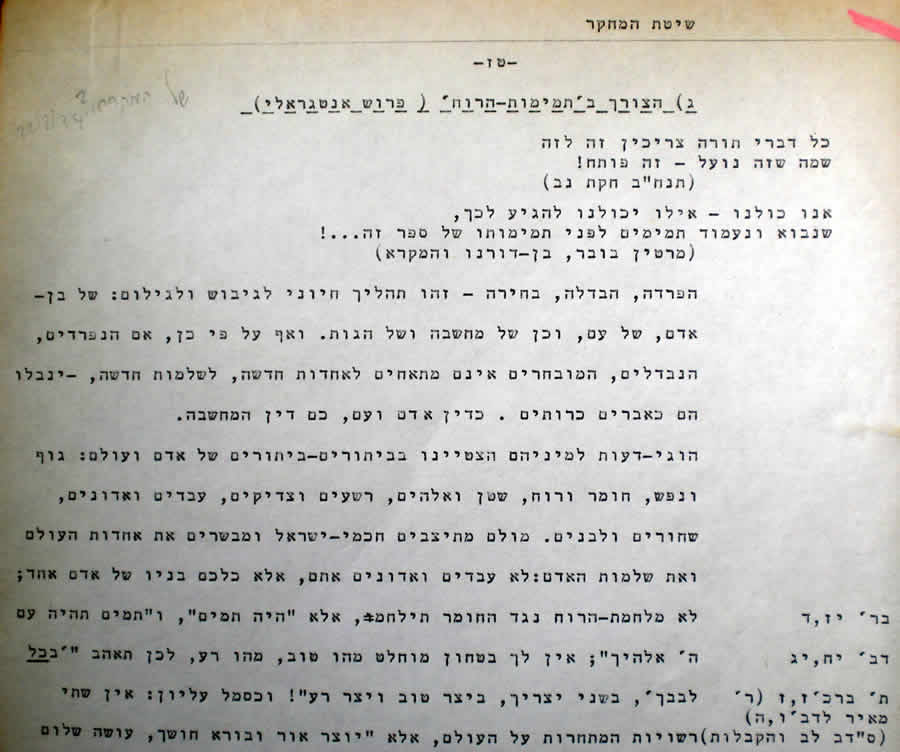 שיטת המחקר
-טז-
ג) הצורך ב'תמימות-הרוח' ( פרוש אנטגראלי)
כל דברי תורה צריכין זה לזה
שמה שזה נועל - זה פותח!
(תנח"ב חקת נב)
אנו כולנו - אילו יכולנו להגיע לכך,
שנבוא ונעמוד תמימים לפני תמימותו של ספר זה...!
(מרטין בובר, בן-דורנו והמקרא)
הפרדה, הבדלה, בחירה - זהו תהליך חיוני לגיבוש ולגילום: של בן-
אדם, של עם, וכן של מחשבה ושל הגות. ואף על פי כן, אם הנפרדים,
הנבדלים, המובחרים אינם מתאחים לאחדות חדשה, לשלמות חדשה, -ינבלו
הם כאברים כרותים . כדין אדם ועם, כם דין המחשבה.
הוגי-דעות למיניהם הצטיינו בביתורים-ביתורים של אדם ועולם: גוף
ונפש, חומר ורוח, שטן ואלהים, רשעים וצדיקים, עבדים ואדונים,
שחורים ולבנים. מולם מתיצבים חכמי-ישראל ומבשרים את אחדות העולם
ואת שלמות האדם:לא עבדים ואדונים אתם, אלא כלכם בניו של אדם אחד;
בר' יז,ד לא מלחמת-הרוח נגד החומר תילחם, אלא "היה תמים", ו"תמים תהיה עם
דב' יח,יג ה' אלהיך"; אין לך בטחון מוחלט מהו טוב, מהו רע, לכן תאהב "'בכל
ת' ברכ'ז,ז (ר' לבבך', בשני יצריך, ביצר טוב ויצר רע"! וכסמל עליון: אין שתי
מאיר לדב'ו,ה)
(ס"דב לב והקבלות)רשויות המתחרות על העולם, אלא "יוצר אור ובורא חושך, עושה שלום